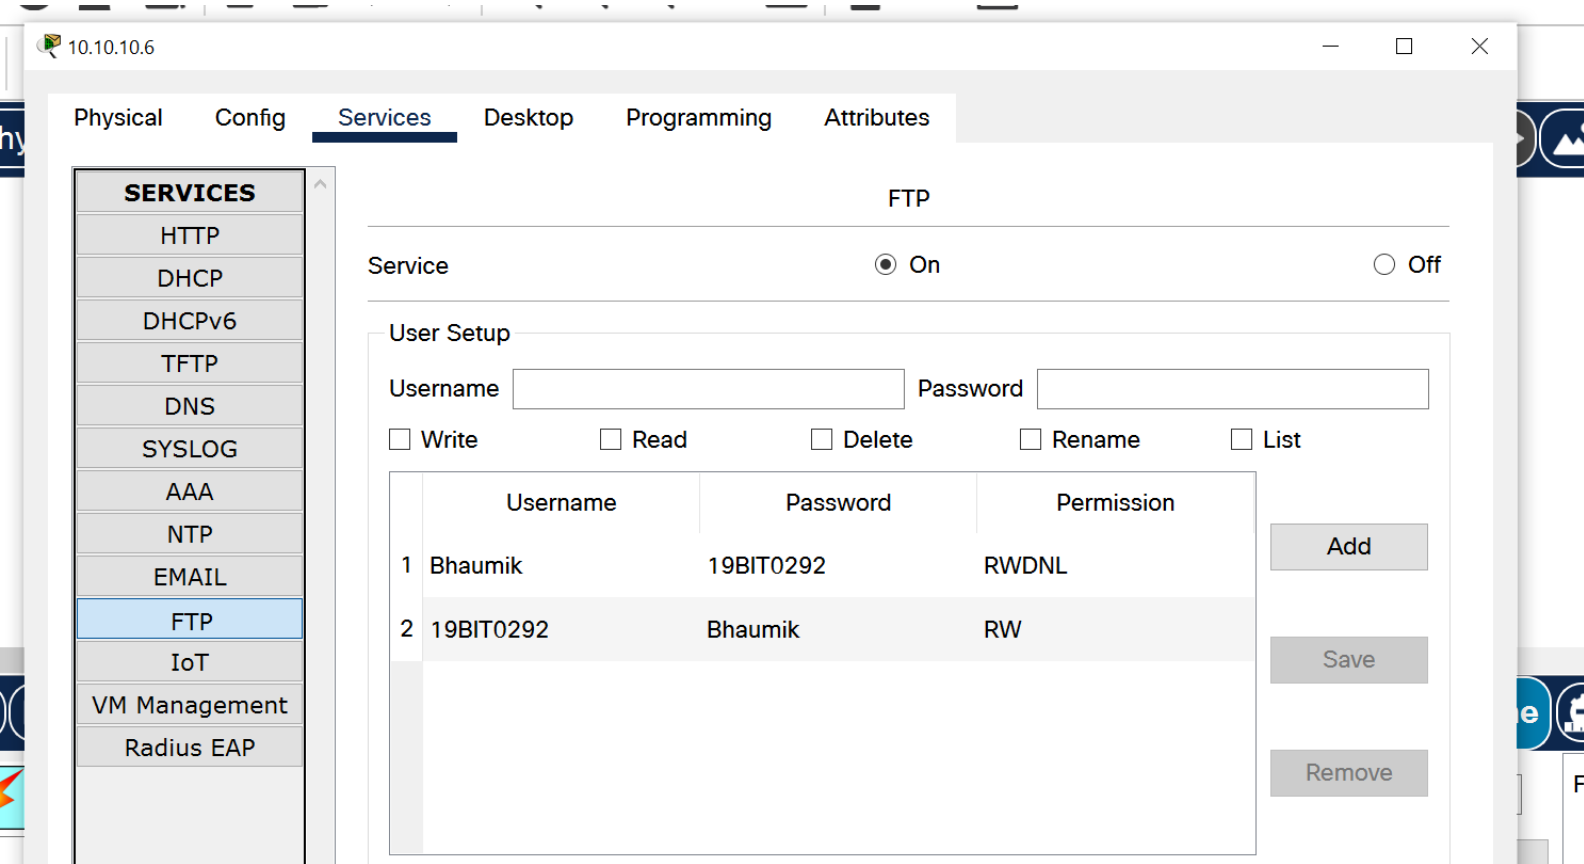 10.10.10.6
Physical Config Services Desktop Programming Attributes
SERVICES
HTTP
DHCP
DHCPv6
TFTP
DNS
SYSLOG
AAA
NTP
EMAIL
FTP
IoT
VM Management
Radius EAP
FTP
Service On Off
User Setup
Username Password
Write Read Delete Rename List
Username Password Permission
1 Bhaumik 19BIT0292 RWDNL
2 19BIT0292 Bhaumik RW
Add
Save
Remove